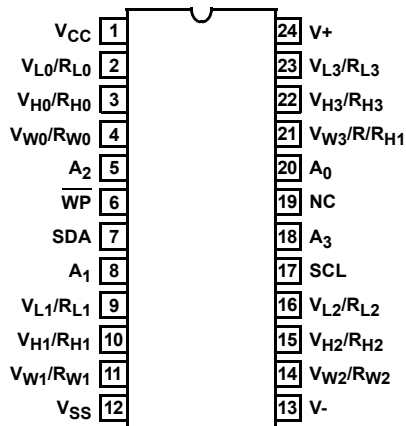 VCC 1 24 V+
VL0/RL0 2 23 VL3/RL3
VH0/RH0 3 22 VH3/RH3
VW0/RW0 4 21 VW3/R/RH1
A2 5 20 A0
WP 6 19 NC
SDA 7 18 A3
A1 8 17 SCL
VL1/RL1 9 16 VL2/RL2
VH1/RH1 10 15 VH2/RH2
VW1/RW1 11 14 VW2/RW2
VSS 12 13 V-